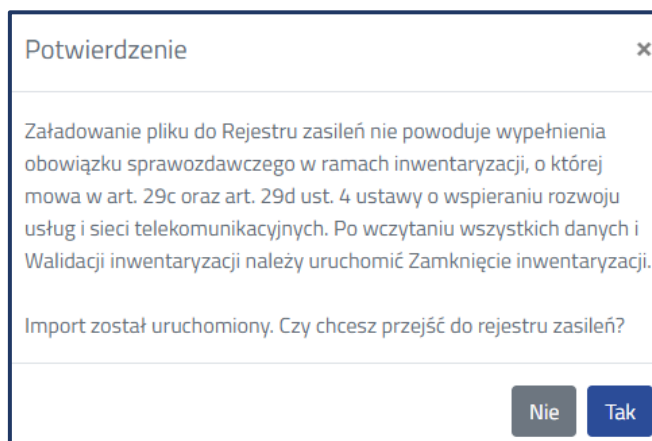 Potwierdzenie ×
Załadowanie pliku do Rejestru zasileń nie powoduje wypełnienia
obowiązku sprawozdawczego w ramach inwentaryzacji, o której
mowa w art. 29c oraz art. 29d ust. 4 ustawy o wspieraniu rozwoju
usług i sieci telekomunikacyjnych. Po wczytaniu wszystkich danych i
Walidacji inwentaryzacji należy uruchomić Zamknięcie inwentaryzacji.
Import został uruchomiony. Czy chcesz przejść do rejestru zasileń?
Nie Tak